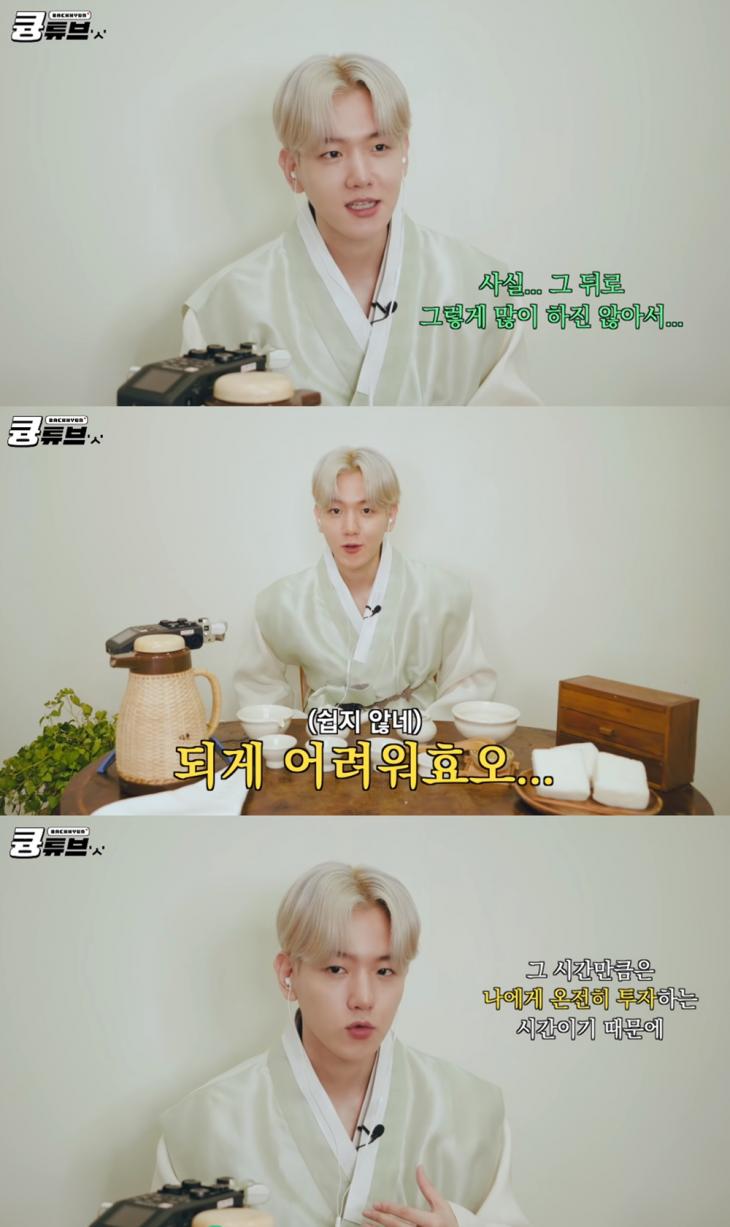 BAEKHYUN
큥튜브'ㅅ'
사실... 그 뒤로
그렇게 많이 하진 않아서...
BAEKHYUN
큥튜브'ㅅ'
(쉽지 않네)
되게 어려워효오...
BAEKHYUN
큥튜브'ㅅ'
그 시간만큼은
나에게 온전히 투자하는
시간이기 때문에